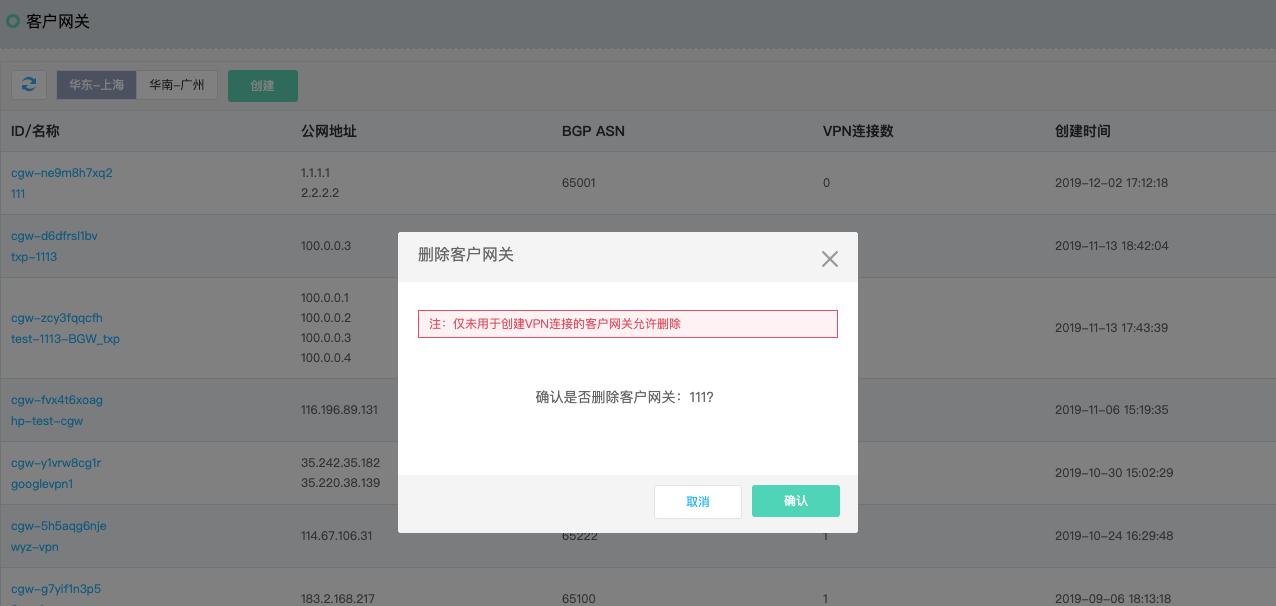 客户网关
华东-上海 华南-广州 创建
ID/名称 公网地址 BGP ASN VPN连接数 创建时间
cgw-ne9m8h7xq2
111
1.1.1.1
2.2.2.2
65001
0
2019-12-02 17:12:18
cgw-d6dfrsl1bv
txp-1113
100.0.0.3
2019-11-13 18:42:04
cgw-zcy3fqqcfh
test-1113-BGW_txp
100.0.0.1
100.0.0.2
100.0.0.3
100.0.0.4
2019-11-13 17:43:39
cgw-fvx4t6xoag
hp-test-cgw
116.196.89.131
2019-11-06 15:19:35
cgw-y1vrw8cg1r
googlevpn1
35.242.35.182
35.220.38.139
2019-10-30 15:02:29
cgw-5h5aqg6nje
wyz-vpn
114.67.106.31
65222
1
2019-10-24 16:29:48
cgw-g7yif1n3p5
183.2.168.217
65100
1
2019-09-06 18:13:18
删除客户网关
注：仅未用于创建VPN连接的客户网关允许删除
确认是否删除客户网关：111?
取消 确认